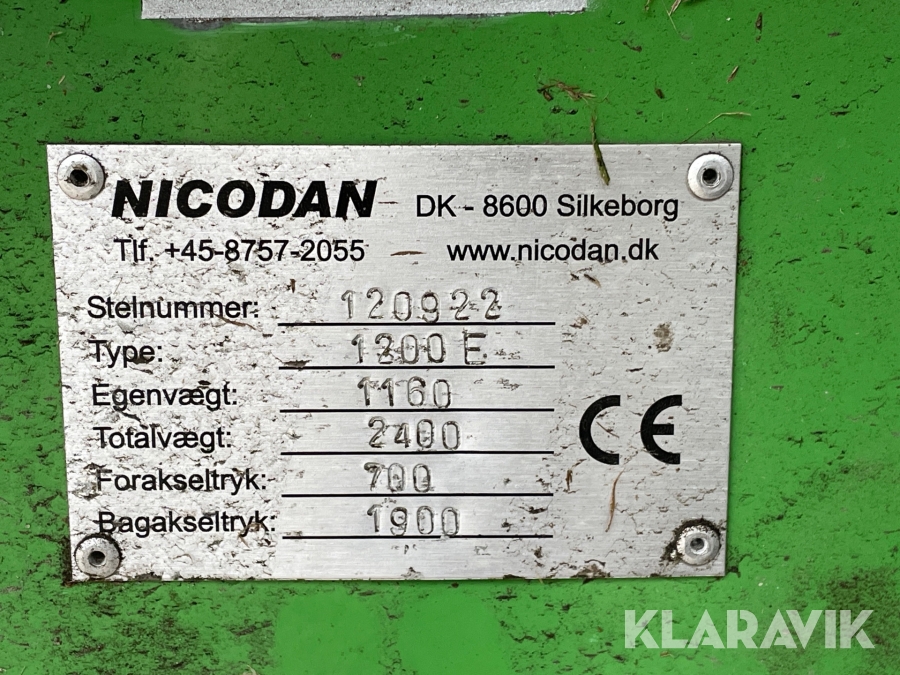 NICODAN DK - 8600 Silkeborg
Tlf. +45-8757-2055 www.nicodan.dk
Stelnummer: 120922
Type: 1200 E
Egenvægt: 1160
Totalvægt: 2400
Forakseltryk: 700
Bagakseltryk: 1900
CE
KLARAVIK